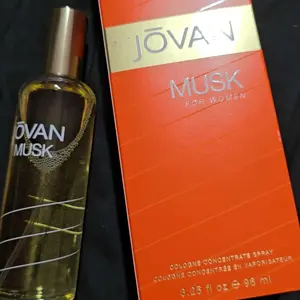 JŌVAN
MUSK
JŌVAN
MUSK
FOR WOMEN
COLOGNE CONCENTRATE SPRAY
COLOGNE CONCENTRÉE EN VAPORISATEUR
3.25 fl oz e 96 ml